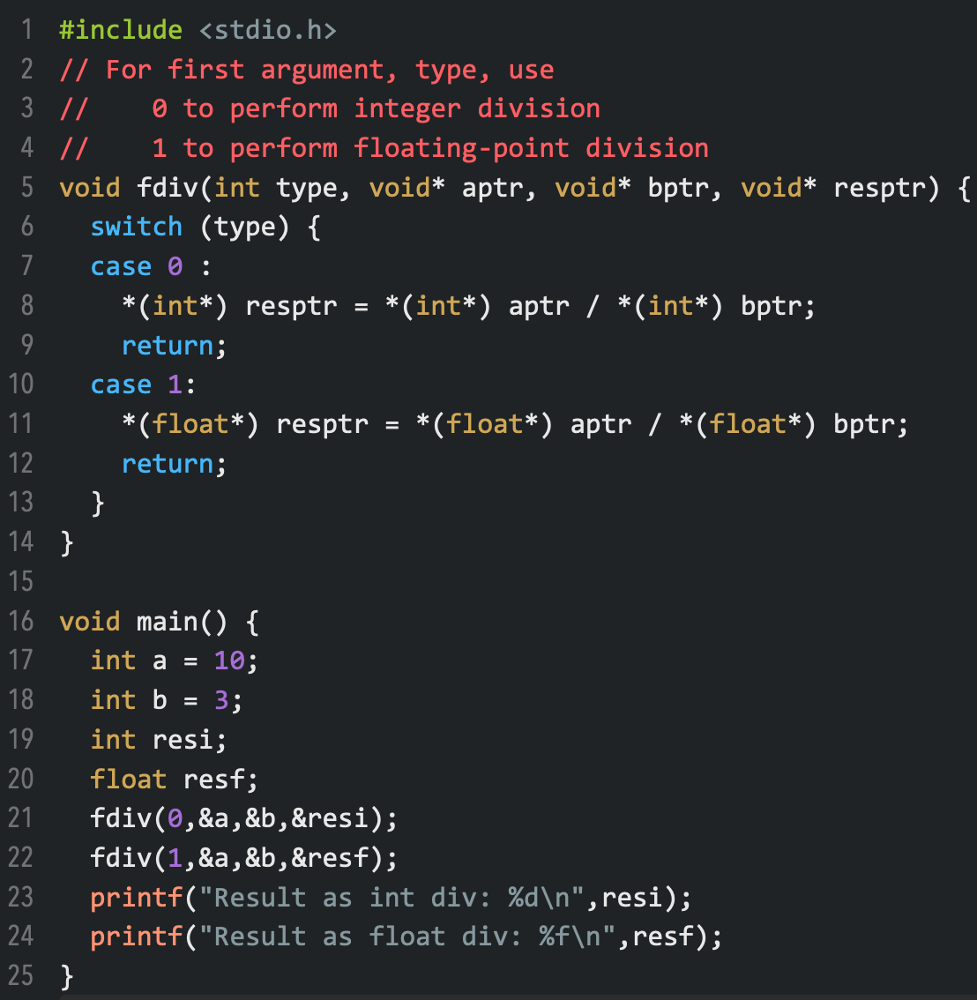 1 #include <stdio.h>
2 // For first argument, type, use
3 //    0 to perform integer division
4 //    1 to perform floating-point division
5 void fdiv(int type, void* aptr, void* bptr, void* resptr) {
6   switch (type) {
7   case 0 :
8     *(int*) resptr = *(int*) aptr / *(int*) bptr;
9     return;
10   case 1:
11     *(float*) resptr = *(float*) aptr / *(float*) bptr;
12     return;
13   }
14 }
15
16 void main() {
17   int a = 10;
18   int b = 3;
19   int resi;
20   float resf;
21   fdiv(0,&a,&b,&resi);
22   fdiv(1,&a,&b,&resf);
23   printf("Result as int div: %d\n",resi);
24   printf("Result as float div: %f\n",resf);
25 }